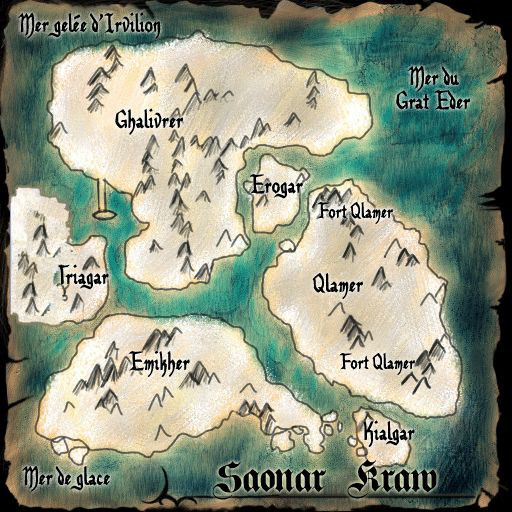 Mer gelée d'Irvilion
Mer du
Grat Eder
Ghalivrer
Erogar
Fort Qlamer
Triagar
Qlamer
Emikher
Fort Qlamer
Kialgar
Mer de glace
Saonar Kraw